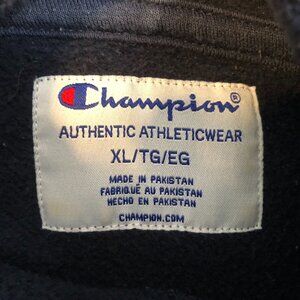 Champion®
AUTHENTIC ATHLETICWEAR
XL/TG/EG
MADE IN PAKISTAN
FABRIQUÉ AU PAKISTAN
HECHO EN PAKISTAN
CHAMPION.COM